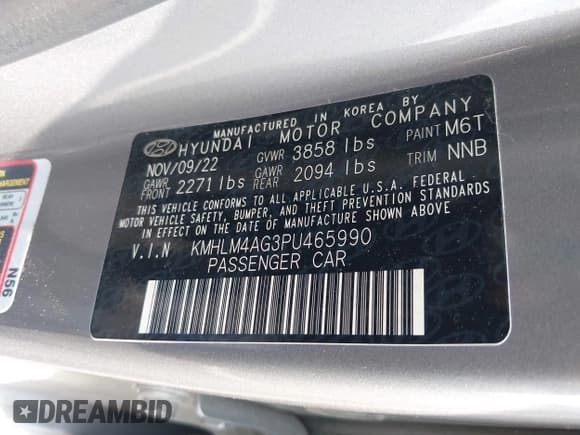 MANUFACTURED IN KOREA BY
HYUNDAI MOTOR COMPANY
NOV/09/22 GVWR 3858 lbs PAINT M6T
GAWR FRONT 2271 lbs GAWR REAR 2094 lbs TRIM NNB
THIS VEHICLE CONFORMS TO ALL APPLICABLE U.S.A. FEDERAL
MOTOR VEHICLE SAFETY, BUMPER, AND THEFT PREVENTION STANDARDS
IN EFFECT ON THE DATE OF MANUFACTURE SHOWN ABOVE
V.I.N KMHLM4AG3PU465990
PASSENGER CAR
N56
DREAMBID
DREAMBID.COM